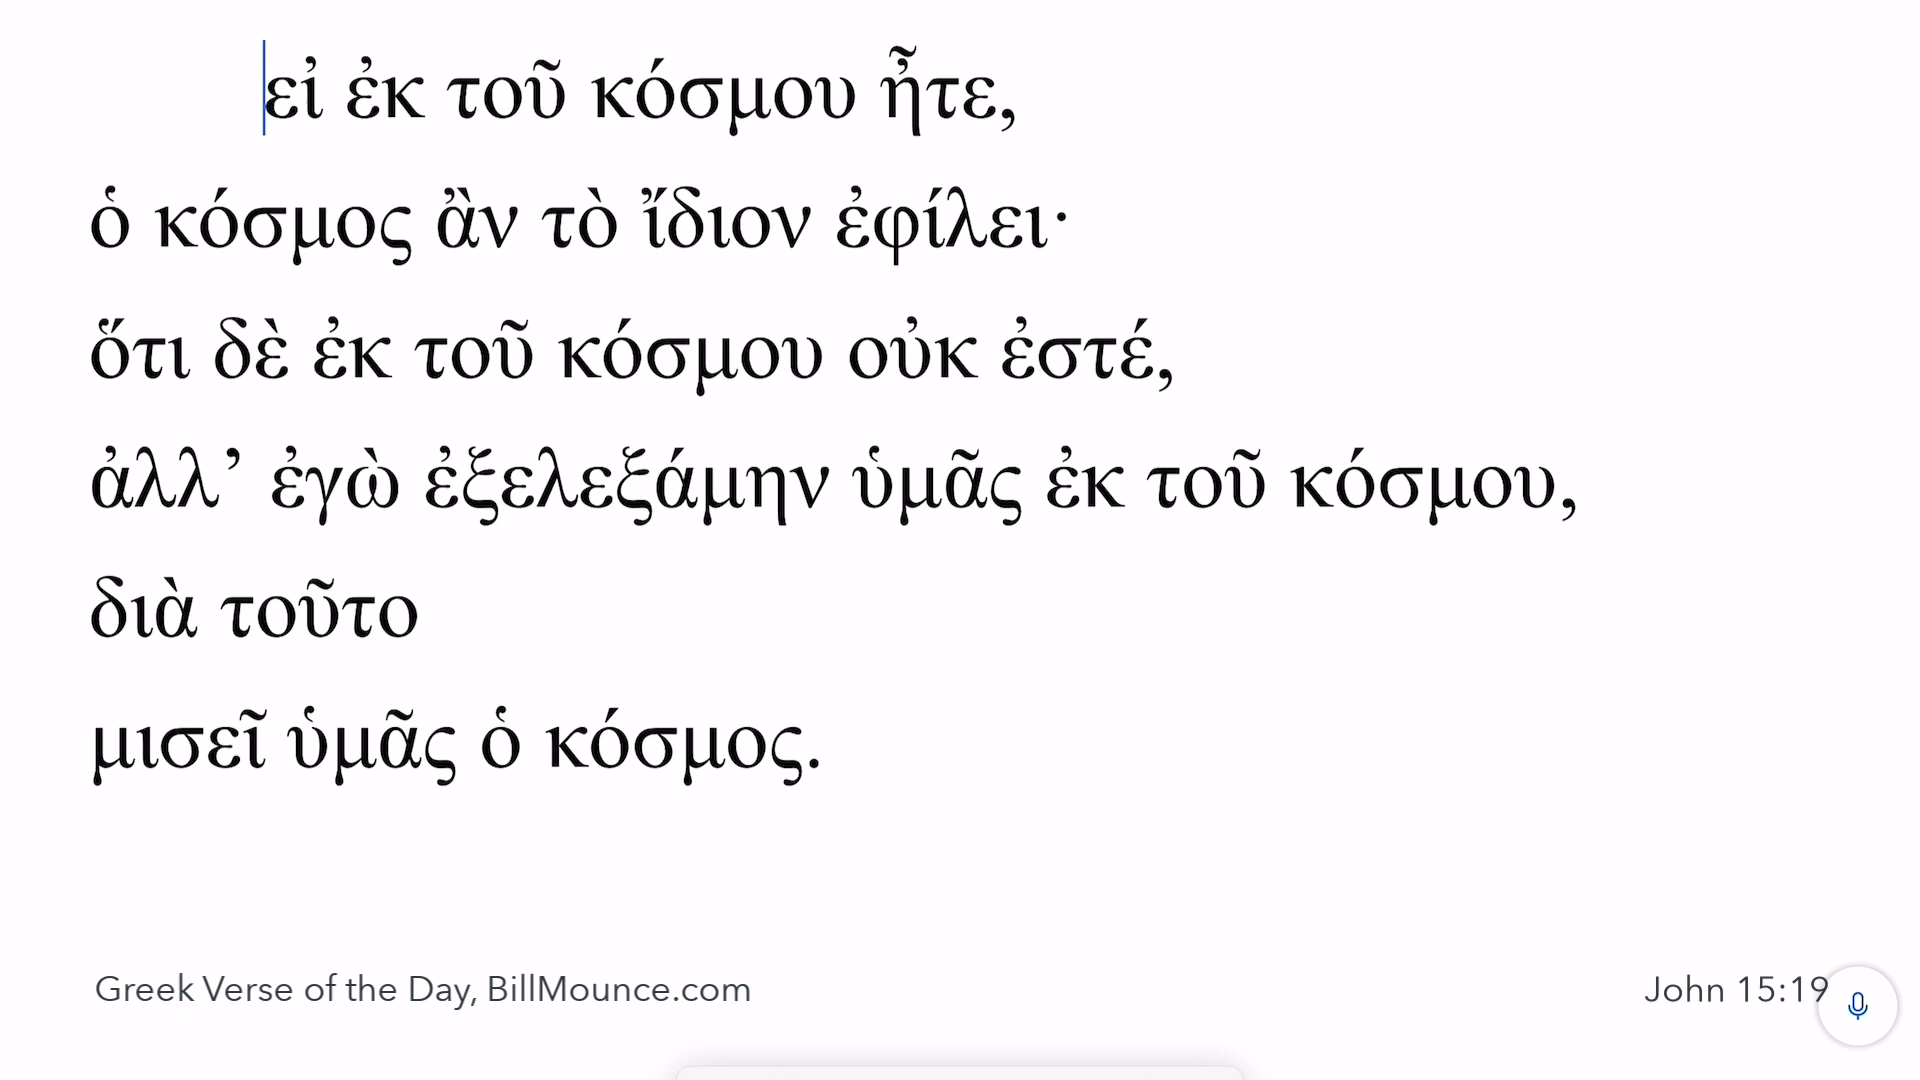 εἰ ἐκ τοῦ κόσμου ἦτε,
ὁ κόσμος ἂν τὸ ἴδιον ἐφίλει·
ὅτι δὲ ἐκ τοῦ κόσμου οὐκ ἐστέ,
ἀλλ’ ἐγὼ ἐξελεξάμην ὑμᾶς ἐκ τοῦ κόσμου,
διὰ τοῦτο
μισεῖ ὑμᾶς ὁ κόσμος.
Greek Verse of the Day, BillMounce.com
John 15:19